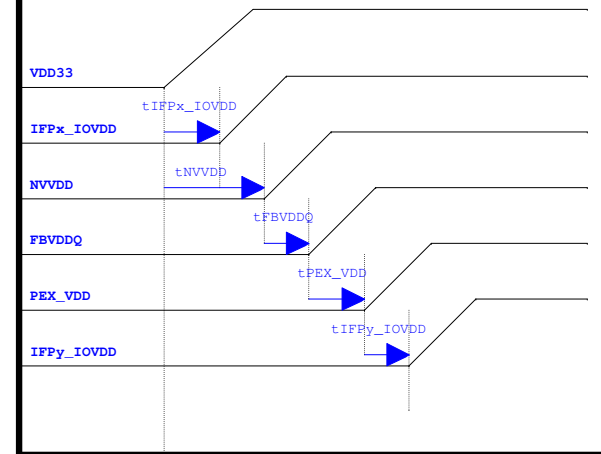 VDD33
tIFPx_IOVDD
IFPx_IOVDD
tNVVDD
NVVDD
tFBVDDQ
FBVDDQ
tPEX_VDD
PEX_VDD
tIFPy_IOVDD
IFPy_IOVDD